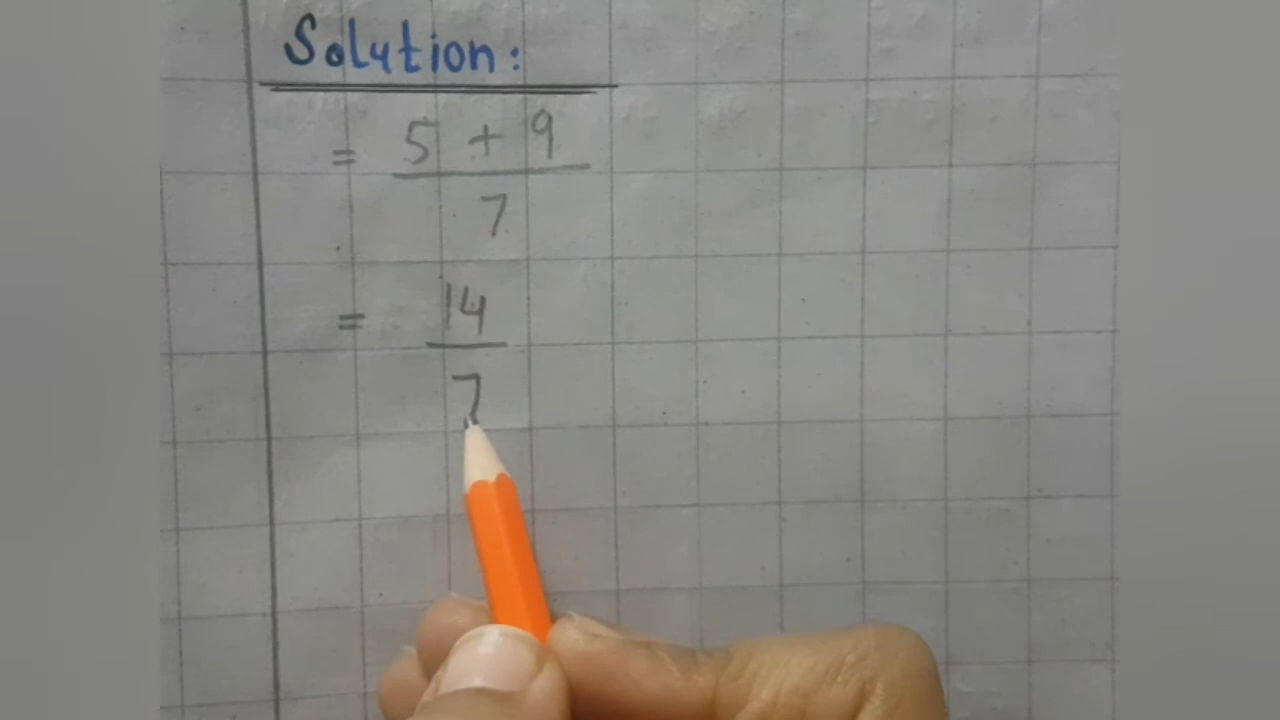 Solution:
= 5 + 9
7
= 14
7